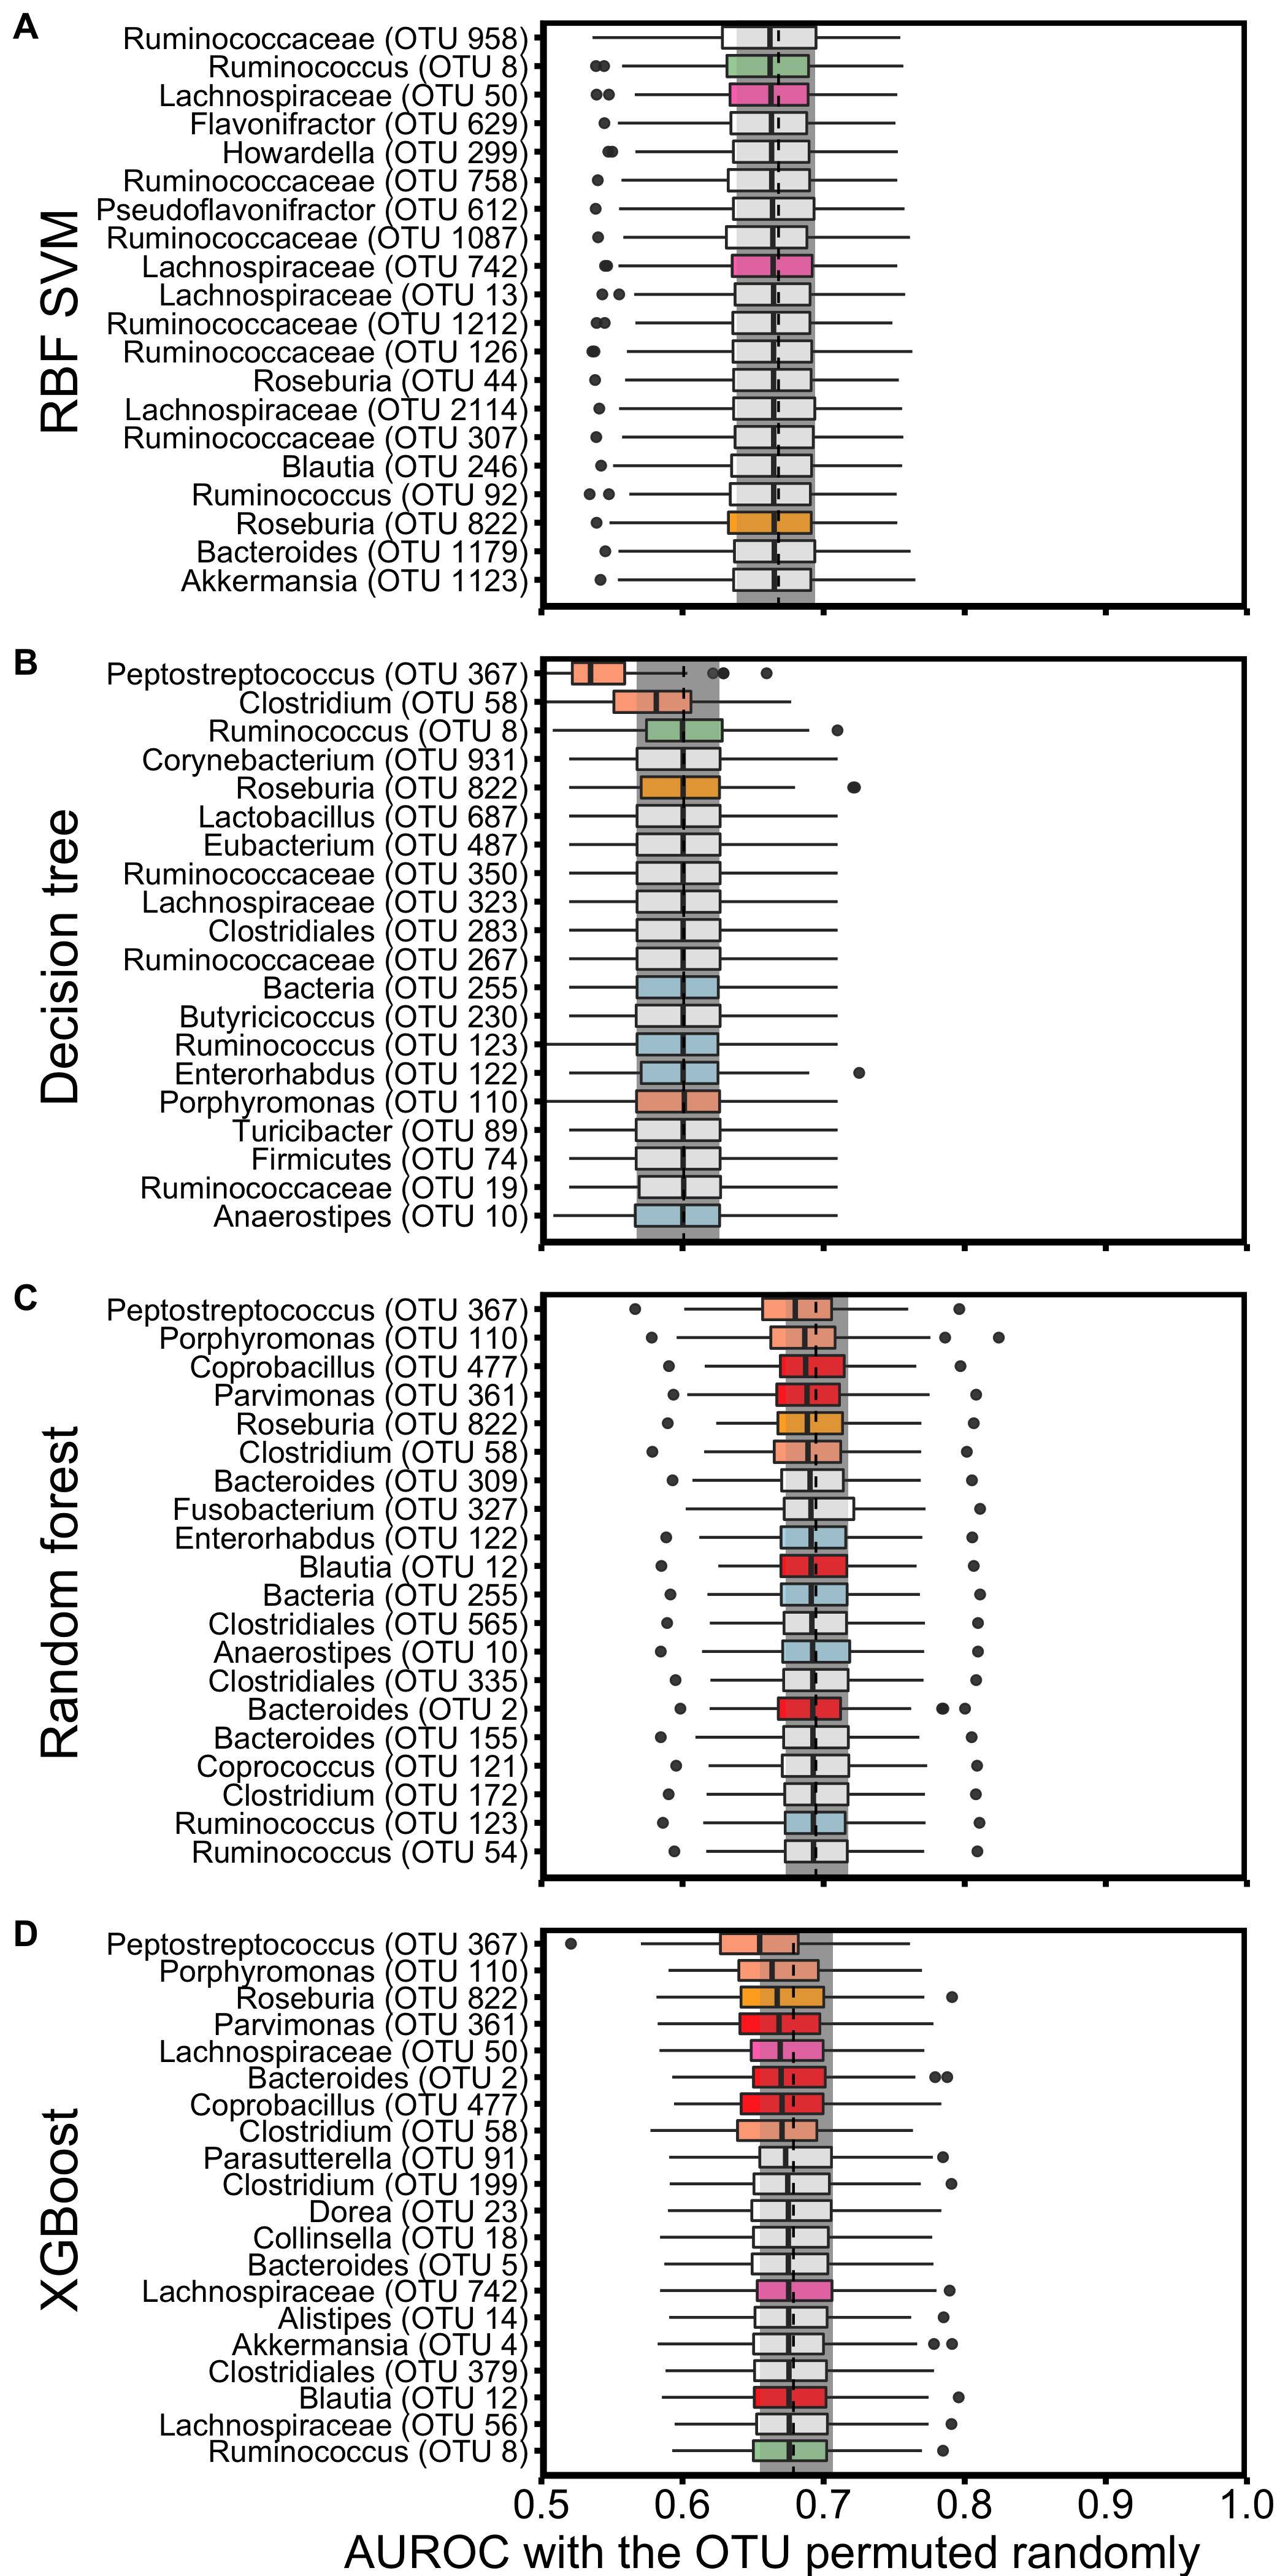 A
RBF SVM
Ruminococcaceae (OTU 958)
Ruminococcus (OTU 8)
Lachnospiraceae (OTU 50)
Flavonifractor (OTU 629)
Howardella (OTU 299)
Ruminococcaceae (OTU 758)
Pseudoflavonifractor (OTU 612)
Ruminococcaceae (OTU 1087)
Lachnospiraceae (OTU 742)
Lachnospiraceae (OTU 13)
Ruminococcaceae (OTU 1212)
Ruminococcaceae (OTU 126)
Roseburia (OTU 44)
Lachnospiraceae (OTU 2114)
Ruminococcaceae (OTU 307)
Blautia (OTU 246)
Ruminococcus (OTU 92)
Roseburia (OTU 822)
Bacteroides (OTU 1179)
Akkermansia (OTU 1123)
B
Decision tree
Peptostreptococcus (OTU 367)
Clostridium (OTU 58)
Ruminococcus (OTU 8)
Corynebacterium (OTU 931)
Roseburia (OTU 822)
Lactobacillus (OTU 687)
Eubacterium (OTU 487)
Ruminococcaceae (OTU 350)
Lachnospiraceae (OTU 323)
Clostridiales (OTU 283)
Ruminococcaceae (OTU 267)
Bacteria (OTU 255)
Butyricicoccus (OTU 230)
Ruminococcus (OTU 123)
Enterorhabdus (OTU 122)
Porphyromonas (OTU 110)
Turicibacter (OTU 89)
Firmicutes (OTU 74)
Ruminococcaceae (OTU 19)
Anaerostipes (OTU 10)
C
Random forest
Peptostreptococcus (OTU 367)
Porphyromonas (OTU 110)
Coprobacillus (OTU 477)
Parvimonas (OTU 361)
Roseburia (OTU 822)
Clostridium (OTU 58)
Bacteroides (OTU 309)
Fusobacterium (OTU 327)
Enterorhabdus (OTU 122)
Blautia (OTU 12)
Bacteria (OTU 255)
Clostridiales (OTU 565)
Anaerostipes (OTU 10)
Clostridiales (OTU 335)
Bacteroides (OTU 2)
Bacteroides (OTU 155)
Coprococcus (OTU 121)
Clostridium (OTU 172)
Ruminococcus (OTU 123)
Ruminococcus (OTU 54)
D
XGBoost
Peptostreptococcus (OTU 367)
Porphyromonas (OTU 110)
Roseburia (OTU 822)
Parvimonas (OTU 361)
Lachnospiraceae (OTU 50)
Bacteroides (OTU 2)
Coprobacillus (OTU 477)
Clostridium (OTU 58)
Parasutterella (OTU 91)
Clostridium (OTU 199)
Dorea (OTU 23)
Collinsella (OTU 18)
Bacteroides (OTU 5)
Lachnospiraceae (OTU 742)
Alistipes (OTU 14)
Akkermansia (OTU 4)
Clostridiales (OTU 379)
Blautia (OTU 12)
Lachnospiraceae (OTU 56)
Ruminococcus (OTU 8)
0.5 0.6 0.7 0.8 0.9 1.0
AUROC with the OTU permuted randomly